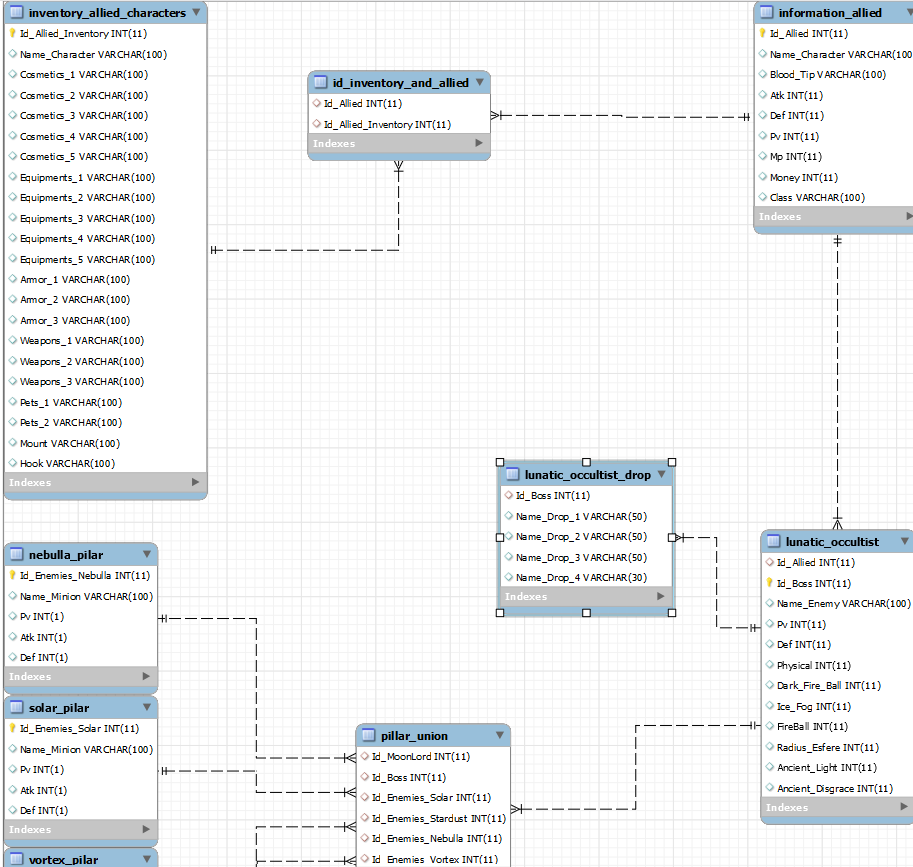 inventory_allied_characters
Id_Allied_Inventory INT(11)
Name_Character VARCHAR(100)
Cosmetics_1 VARCHAR(100)
Cosmetics_2 VARCHAR(100)
Cosmetics_3 VARCHAR(100)
Cosmetics_4 VARCHAR(100)
Cosmetics_5 VARCHAR(100)
Equipments_1 VARCHAR(100)
Equipments_2 VARCHAR(100)
Equipments_3 VARCHAR(100)
Equipments_4 VARCHAR(100)
Equipments_5 VARCHAR(100)
Armor_1 VARCHAR(100)
Armor_2 VARCHAR(100)
Armor_3 VARCHAR(100)
Weapons_1 VARCHAR(100)
Weapons_2 VARCHAR(100)
Weapons_3 VARCHAR(100)
Pets_1 VARCHAR(100)
Pets_2 VARCHAR(100)
Mount VARCHAR(100)
Hook VARCHAR(100)
Indexes
id_inventory_and_allied
Id_Allied INT(11)
Id_Allied_Inventory INT(11)
Indexes
information_allied
Id_Allied INT(11)
Name_Character VARCHAR(100
Blood_Tip VARCHAR(100)
Atk INT(11)
Def INT(11)
Pv INT(11)
Mp INT(11)
Money INT(11)
Class VARCHAR(100)
Indexes
lunatic_occultist_drop
Id_Boss INT(11)
Name_Drop_1 VARCHAR(50)
Name_Drop_2 VARCHAR(50)
Name_Drop_3 VARCHAR(50)
Name_Drop_4 VARCHAR(30)
Indexes
lunatic_occultist
Id_Allied INT(11)
Id_Boss INT(11)
Name_Enemy VARCHAR(100)
Pv INT(11)
Def INT(11)
Physical INT(11)
Dark_Fire_Ball INT(11)
Ice_Fog INT(11)
FireBall INT(11)
Radius_Esfere INT(11)
Ancient_Light INT(11)
Ancient_Disgrace INT(11)
Indexes
nebulla_pilar
Id_Enemies_Nebulla INT(11)
Name_Minion VARCHAR(100)
Pv INT(1)
Atk INT(1)
Def INT(1)
Indexes
solar_pilar
Id_Enemies_Solar INT(11)
Name_Minion VARCHAR(100)
Pv INT(1)
Atk INT(1)
Def INT(1)
Indexes
vortex_pilar
pillar_union
Id_MoonLord INT(11)
Id_Boss INT(11)
Id_Enemies_Solar INT(11)
Id_Enemies_Stardust INT(11)
Id_Enemies_Nebulla INT(11)
Id_Enemies_Vortex INT(11)